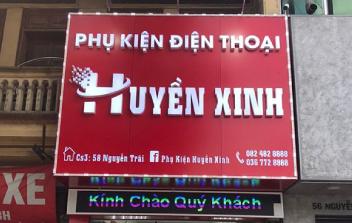 PHỤ KIỆN ĐIỆN THOẠI
HUYỀN XINH
Cs3: 58 Nguyễn Trãi
Phụ Kiện Huyền Xinh
082 482 8888
035 772 8888
Kính Chào Quý Khách
XE
56 NGUYỄN